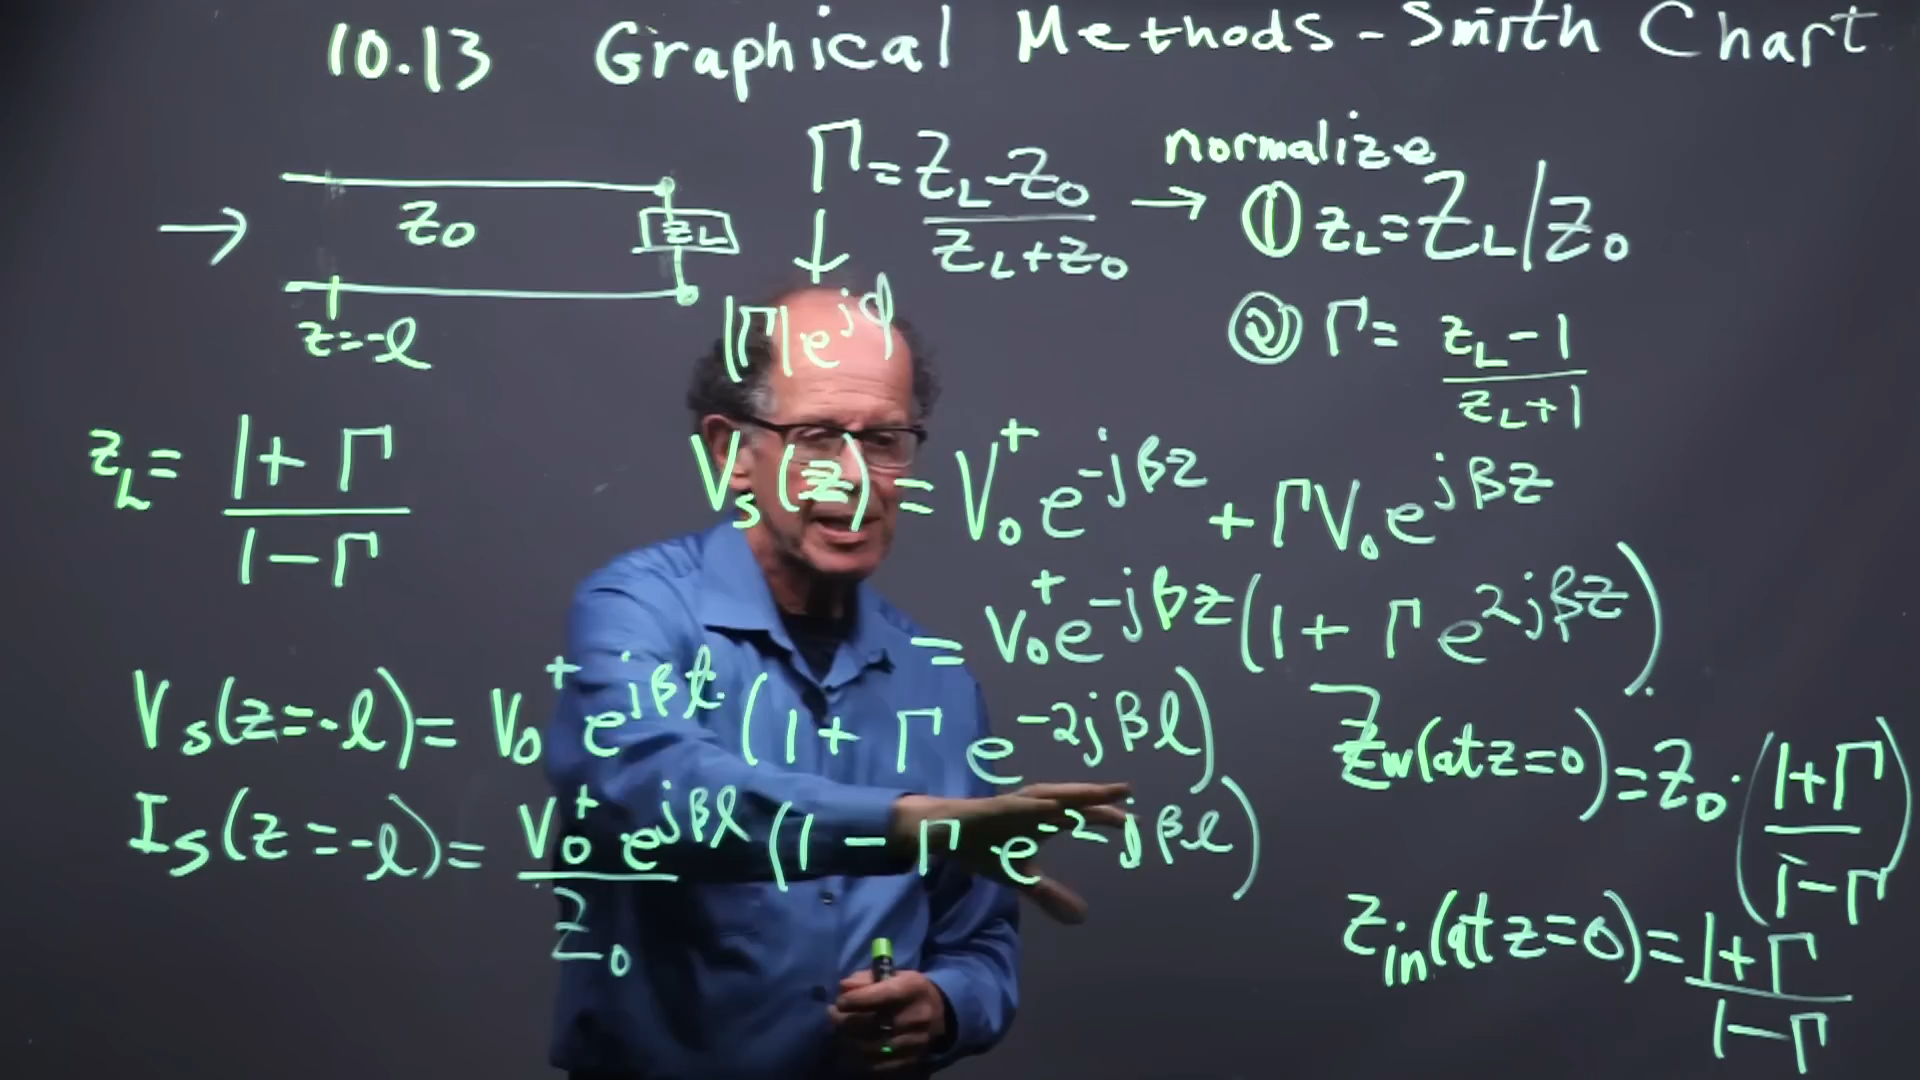 10.13 Graphical Methods - Smith Chart
Γ = (Z_L - Z_0)/(Z_L + Z_0) → normalize
① z_L = Z_L / Z_0
→ Z_0 Z_L
↓
|Γ| e^{jϕ}
z = -l
② Γ = (z_L - 1)/(z_L + 1)
z_L = (1 + Γ)/(1 - Γ)
V_s(z) = V_0^+ e^{-jβz} + Γ V_0 e^{jβz}
= V_0^+ e^{-jβz} (1 + Γ e^{2jβz})
V_s(z = -l) = V_0^+ e^{jβl} (1 + Γ e^{-2jβl})
I_s(z = -l) = (V_0^+ e^{jβl})/Z_0 (1 - Γ e^{-2jβl})
Z_w(at z = 0) = Z_0 · ((1 + Γ)/(1 - Γ))
z_in(at z = 0) = (1 + Γ)/(1 - Γ)